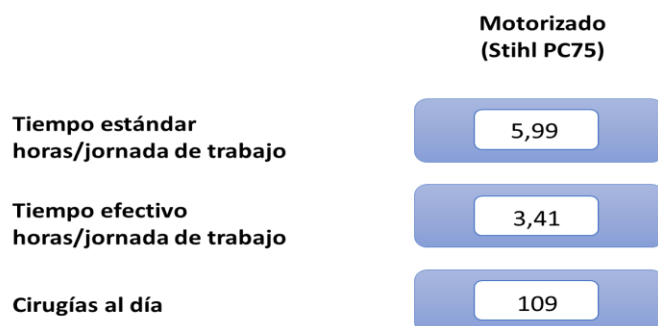 Motorizado
(Stihl PC75)
Tiempo estándar
horas/jornada de trabajo
5,99
Tiempo efectivo
horas/jornada de trabajo
3,41
Cirugías al día
109